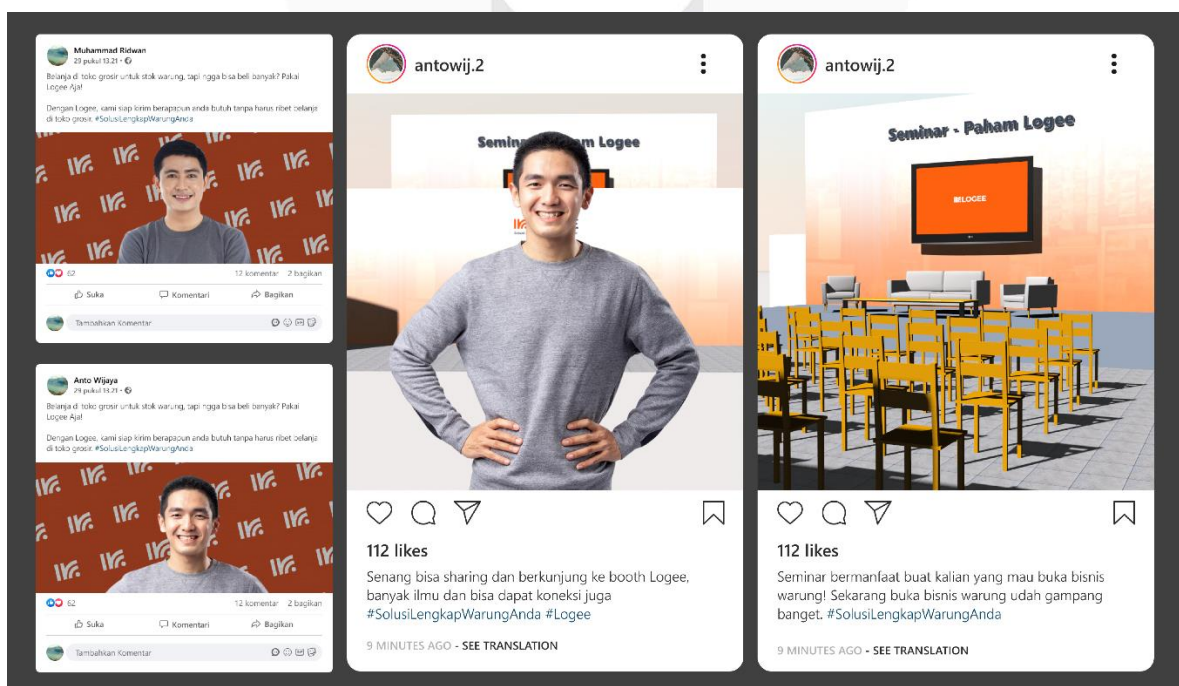 Muhammad Ridwan
29 pukul 13.21 •
Belanja di toko grosir untuk stok warung, tapi ngga bisa beli banyak? Pakai
Logee Aja!
Dengan Logee, kami siap kirim berapapun anda butuh tanpa harus ribet belanja
di toko grosir. #SolusiLengkapWarungAnda
62
12 komentar 2 bagikan
Suka Komentari Bagikan
Tambahkan Komentar
Anto Wijaya
29 pukul 13.21 •
Belanja di toko grosir untuk stok warung, tapi ngga bisa beli banyak? Pakai
Logee Aja!
Dengan Logee, kami siap kirim berapapun anda butuh tanpa harus ribet belanja
di toko grosir. #SolusiLengkapWarungAnda
62
12 komentar 2 bagikan
Suka Komentari Bagikan
Tambahkan Komentar
antowij.2
Logee
112 likes
Senang bisa sharing dan berkunjung ke booth Logee,
banyak ilmu dan bisa dapat koneksi juga
#SolusiLengkapWarungAnda #Logee
9 MINUTES AGO - SEE TRANSLATION
antowij.2
Seminar - Paham Logee
LOGEE
112 likes
Seminar bermanfaat buat kalian yang mau buka bisnis
warung! Sekarang buka bisnis warung udah gampang
banget. #SolusiLengkapWarungAnda
9 MINUTES AGO - SEE TRANSLATION